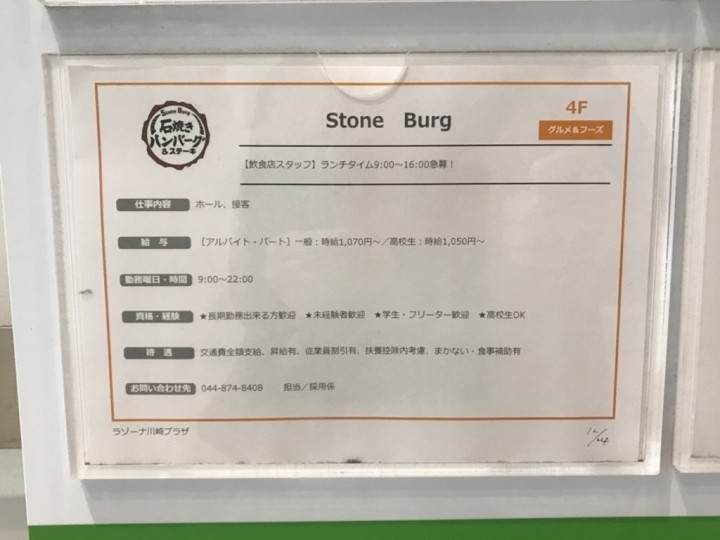 Stone Burg
石焼き
ハンバーグ
&ステーキ
Stone Burg
4F
グルメ&フーズ
【飲食店スタッフ】ランチタイム9:00～16:00急募！
仕事内容 ホール、接客
給　与 ［アルバイト・パート］一般：時給1,070円～／高校生：時給1,050円～
勤務曜日・時間 9:00～22:00
資格・経験 ★長期勤務出来る方歓迎　★未経験者歓迎　★学生・フリーター歓迎　★高校生OK
待　遇 交通費全額支給、昇給有、従業員割引有、扶養控除内考慮、まかない・食事補助有
お問い合わせ先 044-874-8408　担当／採用係
ラゾーナ川崎プラザ
12/24